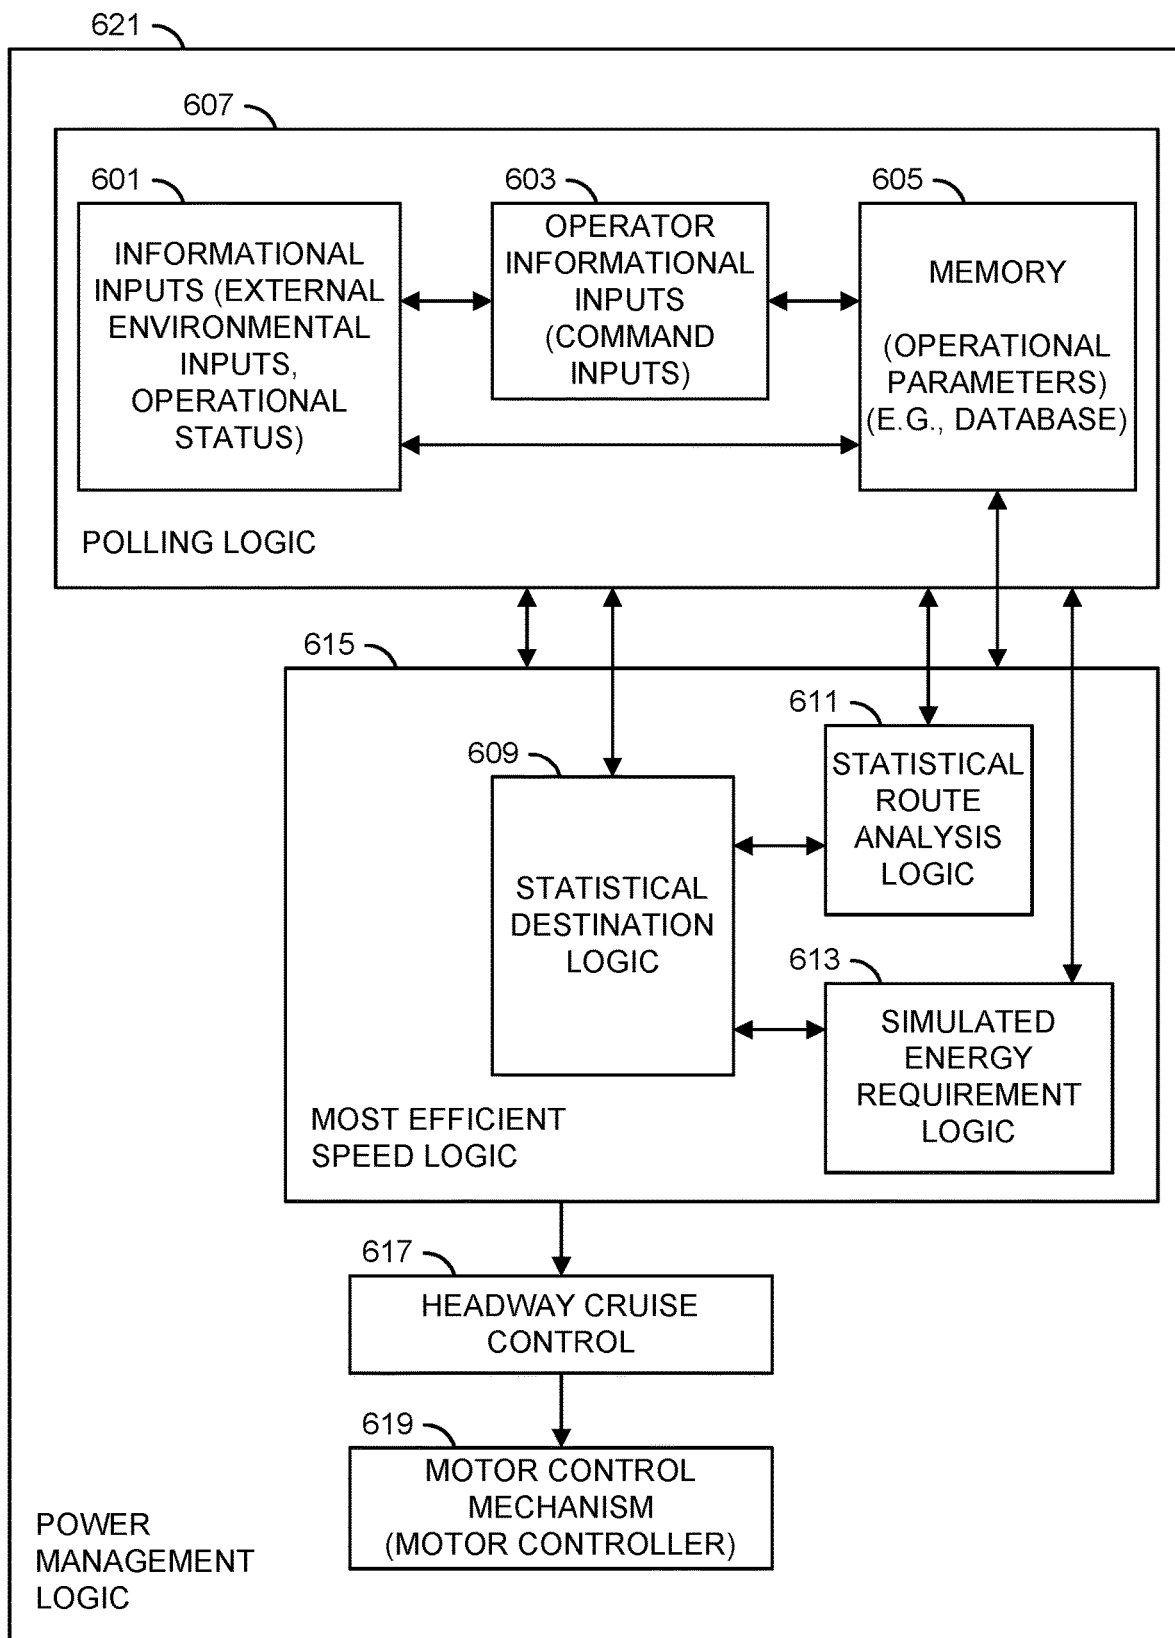 621
607
601
603
605
INFORMATIONAL
INPUTS (EXTERNAL
ENVIRONMENTAL
INPUTS,
OPERATIONAL
STATUS)
OPERATOR
INFORMATIONAL
INPUTS
(COMMAND
INPUTS)
MEMORY
(OPERATIONAL
PARAMETERS)
(E.G., DATABASE)
POLLING LOGIC
615
611
609
STATISTICAL
ROUTE
ANALYSIS
LOGIC
STATISTICAL
DESTINATION
LOGIC
613
SIMULATED
ENERGY
REQUIREMENT
LOGIC
MOST EFFICIENT
SPEED LOGIC
617
HEADWAY CRUISE
CONTROL
619
MOTOR CONTROL
MECHANISM
(MOTOR CONTROLLER)
POWER
MANAGEMENT
LOGIC